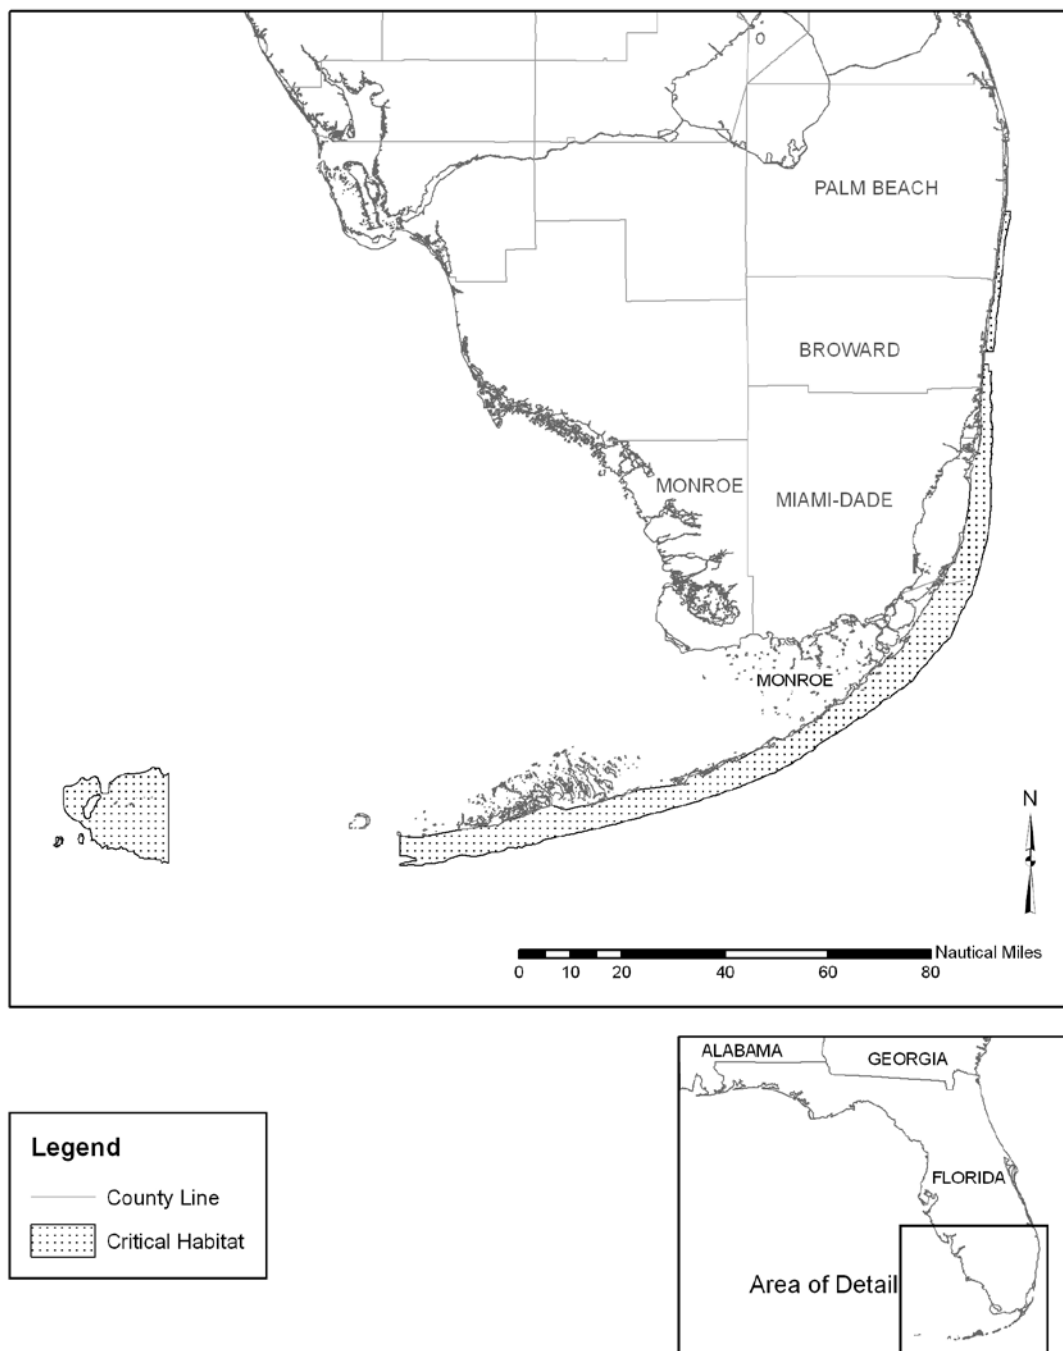 PALM BEACH
BROWARD
MONROE
MIAMI-DADE
MONROE
N
Nautical Miles
0 10 20 40 60 80
ALABAMA
GEORGIA
FLORIDA
Area of Detail
Legend
County Line
Critical Habitat